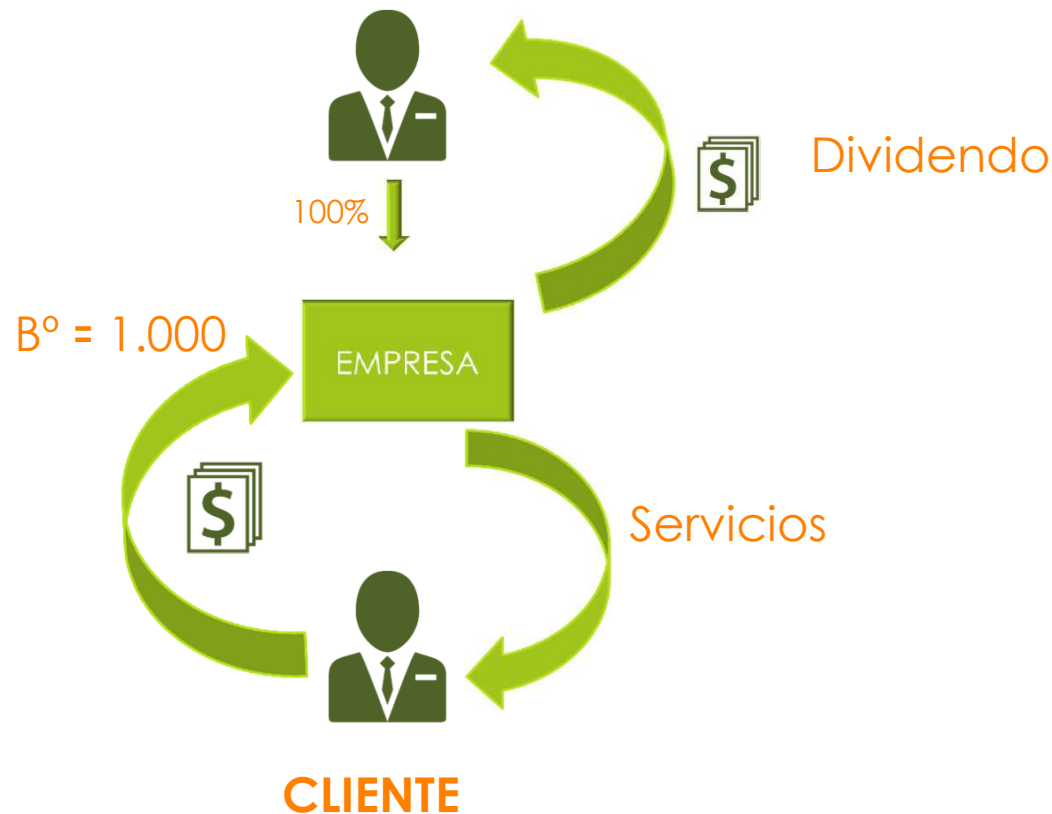 Dividendo
$
100%
Bº = 1.000
EMPRESA
$
Servicios
CLIENTE